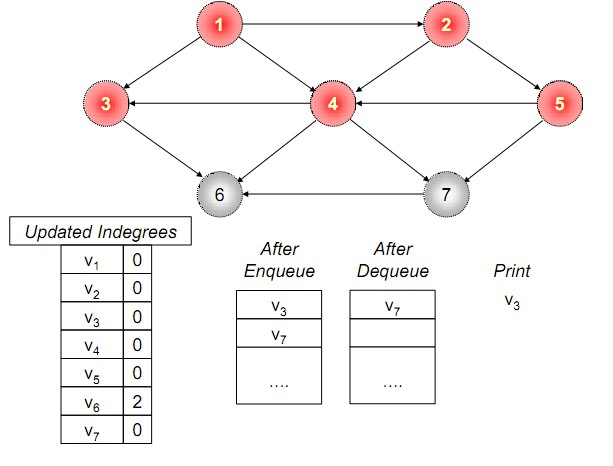 1 2
3 4 5
6 7
Updated Indegrees
v1 0
v2 0
v3 0
v4 0
v5 0
v6 2
v7 0
After
Enqueue
v3
v7
....
After
Dequeue
v7
....
Print
v3